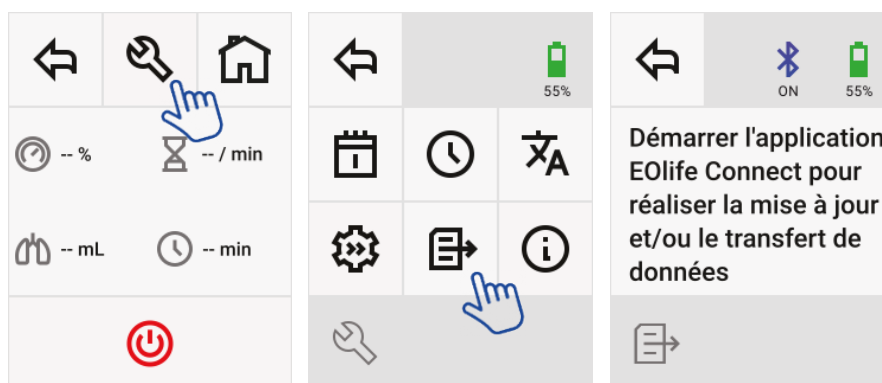 -- %
-- / min
-- mL
-- min
55%
ON
55%
Démarrer l'application
EOlife Connect pour
réaliser la mise à jour
et/ou le transfert de
données